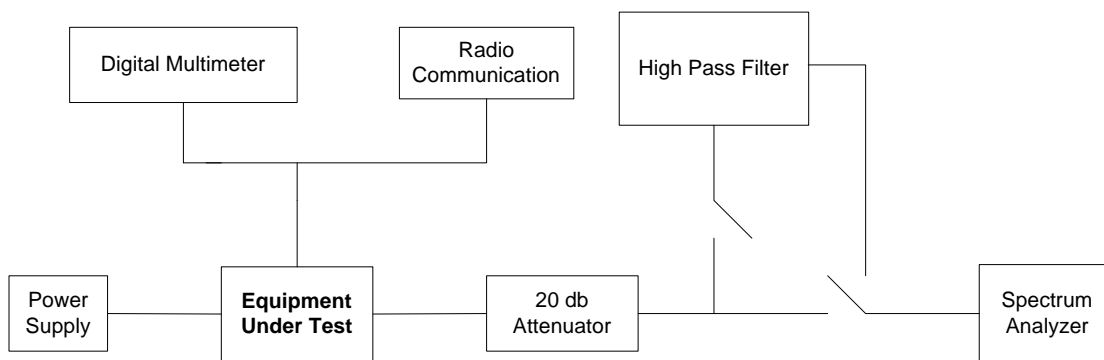 Digital Multimeter
Radio
Communication
High Pass Filter
Power
Supply
Equipment
Under Test
20 db
Attenuator
Spectrum
Analyzer